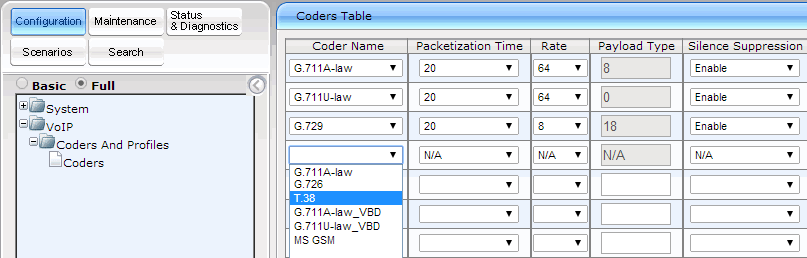 Configuration Maintenance Status & Diagnostics
Scenarios Search
Basic Full
System
VoIP
Coders And Profiles
Coders
Coders Table
Coder Name Packetization Time Rate Payload Type Silence Suppression
G.711A-law 20 64 8 Enable
G.711U-law 20 64 0 Enable
G.729 20 8 18 Enable
N/A N/A N/A N/A
G.711A-law
G.726
T.38
G.711A-law_VBD
G.711U-law_VBD
MS GSM